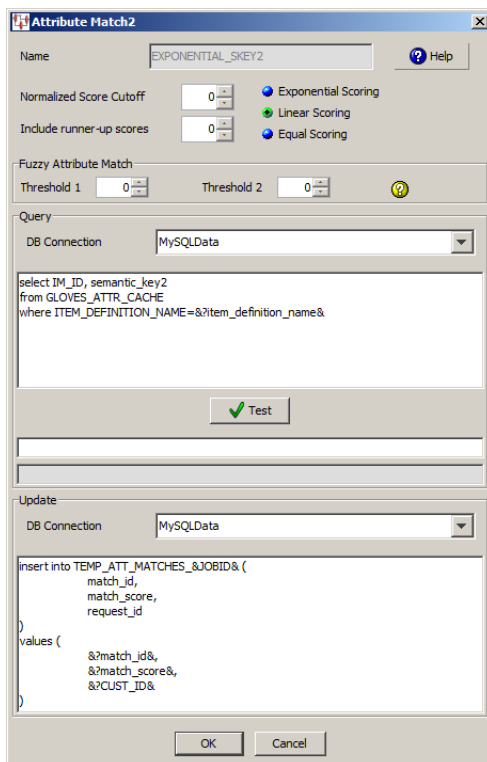 Attribute Match2
Name EXPONENTIAL_SKEY2 Help
Normalized Score Cutoff 0 Exponential Scoring
Linear Scoring
Include runner-up scores 0 Equal Scoring
Fuzzy Attribute Match
Threshold 1 0 Threshold 2 0
Query
DB Connection MySQLData
select IM_ID, semantic_key2
from GLOVES_ATTR_CACHE
where ITEM_DEFINITION_NAME=&?item_definition_name&
Test
Update
DB Connection MySQLData
insert into TEMP_ATT_MATCHES_&JOBID& (
match_id,
match_score,
request_id
)
values (
&?match_id&,
&?match_score&,
&?CUST_ID&
)
OK Cancel